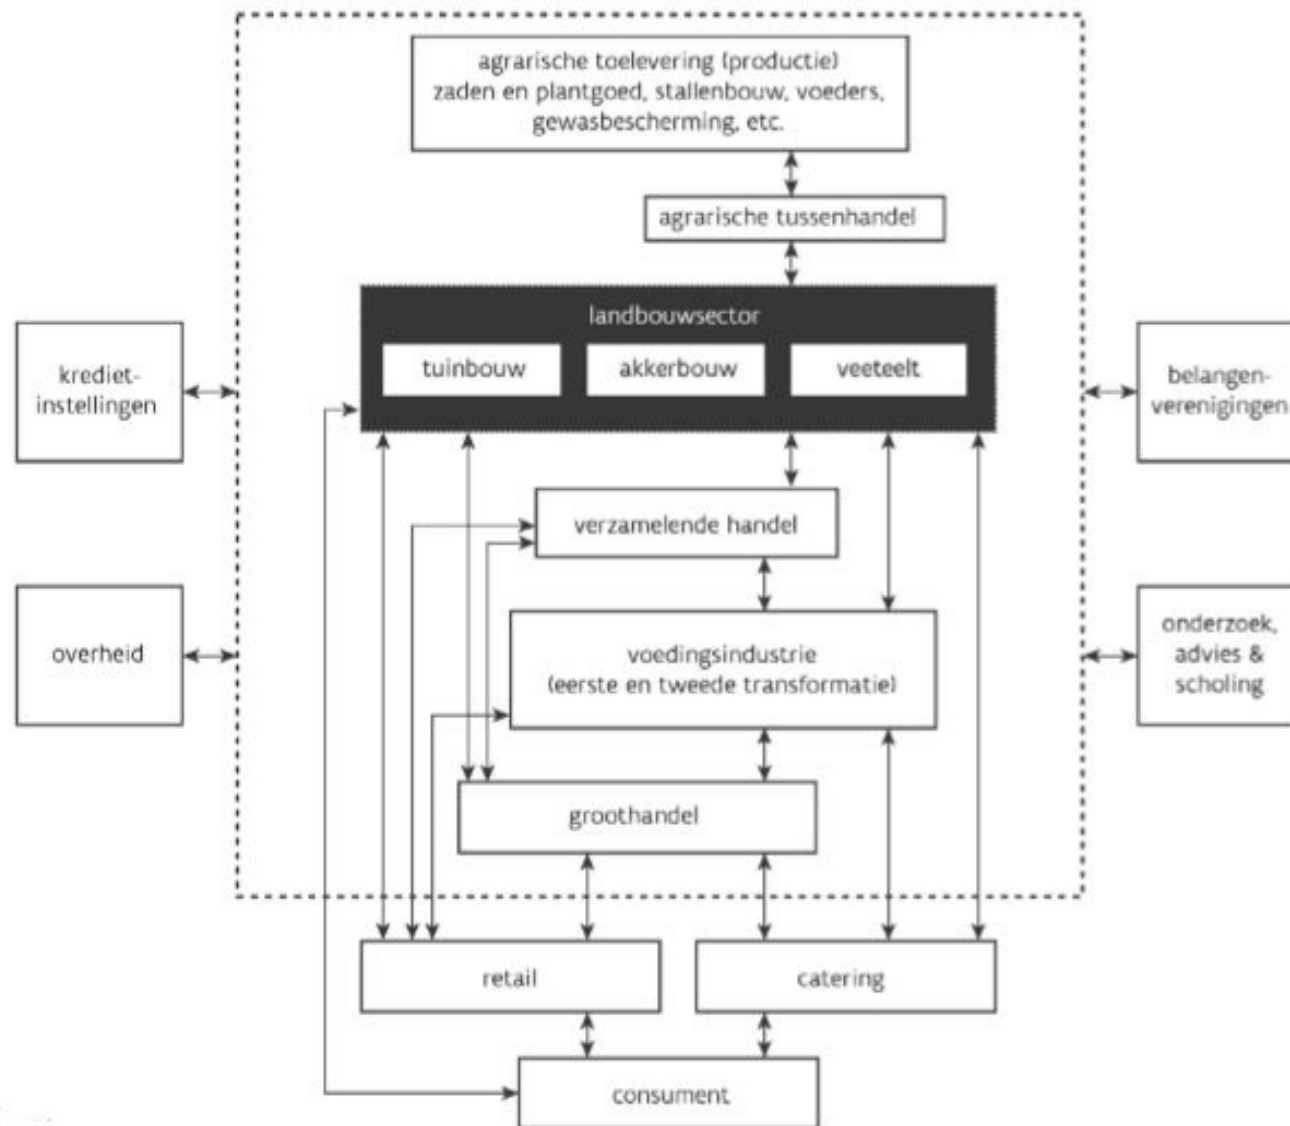 agrarische toelevering (productie)
zaden en plantgoed, stallenbouw, voeders,
gewasbescherming, etc.
agrarische tussenhandel
landbouwsector
tuinbouw
akkerbouw
veeteelt
krediet-
instellingen
belangen-
verenigingen
verzamelende handel
overheid
voedingsindustrie
(eerste en tweede transformatie)
onderzoek,
advies &
scholing
groothandel
retail
catering
consument